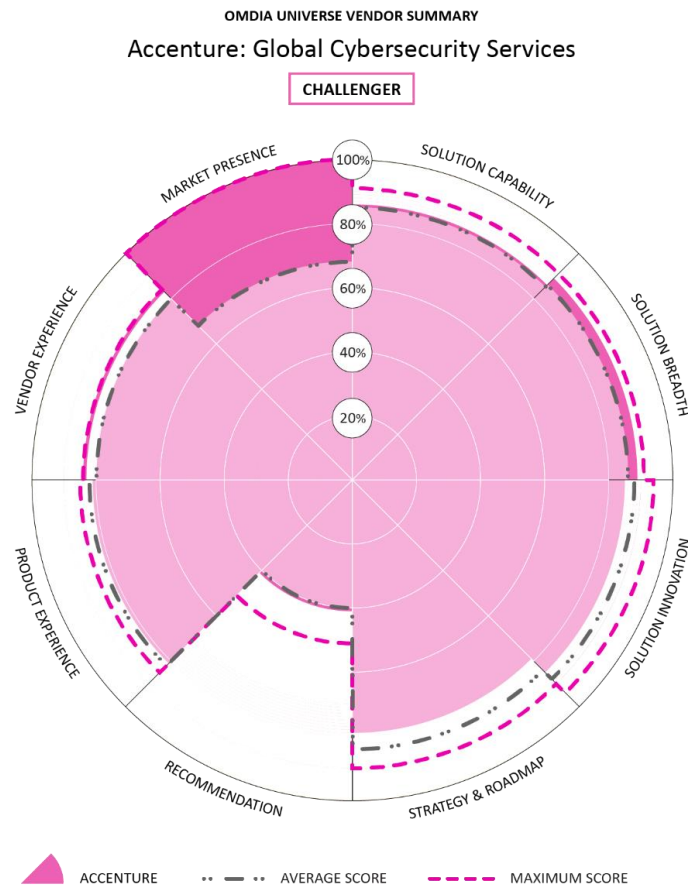 OMDIA UNIVERSE VENDOR SUMMARY
Accenture: Global Cybersecurity Services
CHALLENGER
MARKET PRESENCE
100%
SOLUTION CAPABILITY
80%
60%
40%
20%
VENDOR EXPERIENCE
SOLUTION BREADTH
PRODUCT EXPERIENCE
SOLUTION INNOVATION
RECOMMENDATION
STRATEGY & ROADMAP
ACCENTURE
AVERAGE SCORE
MAXIMUM SCORE